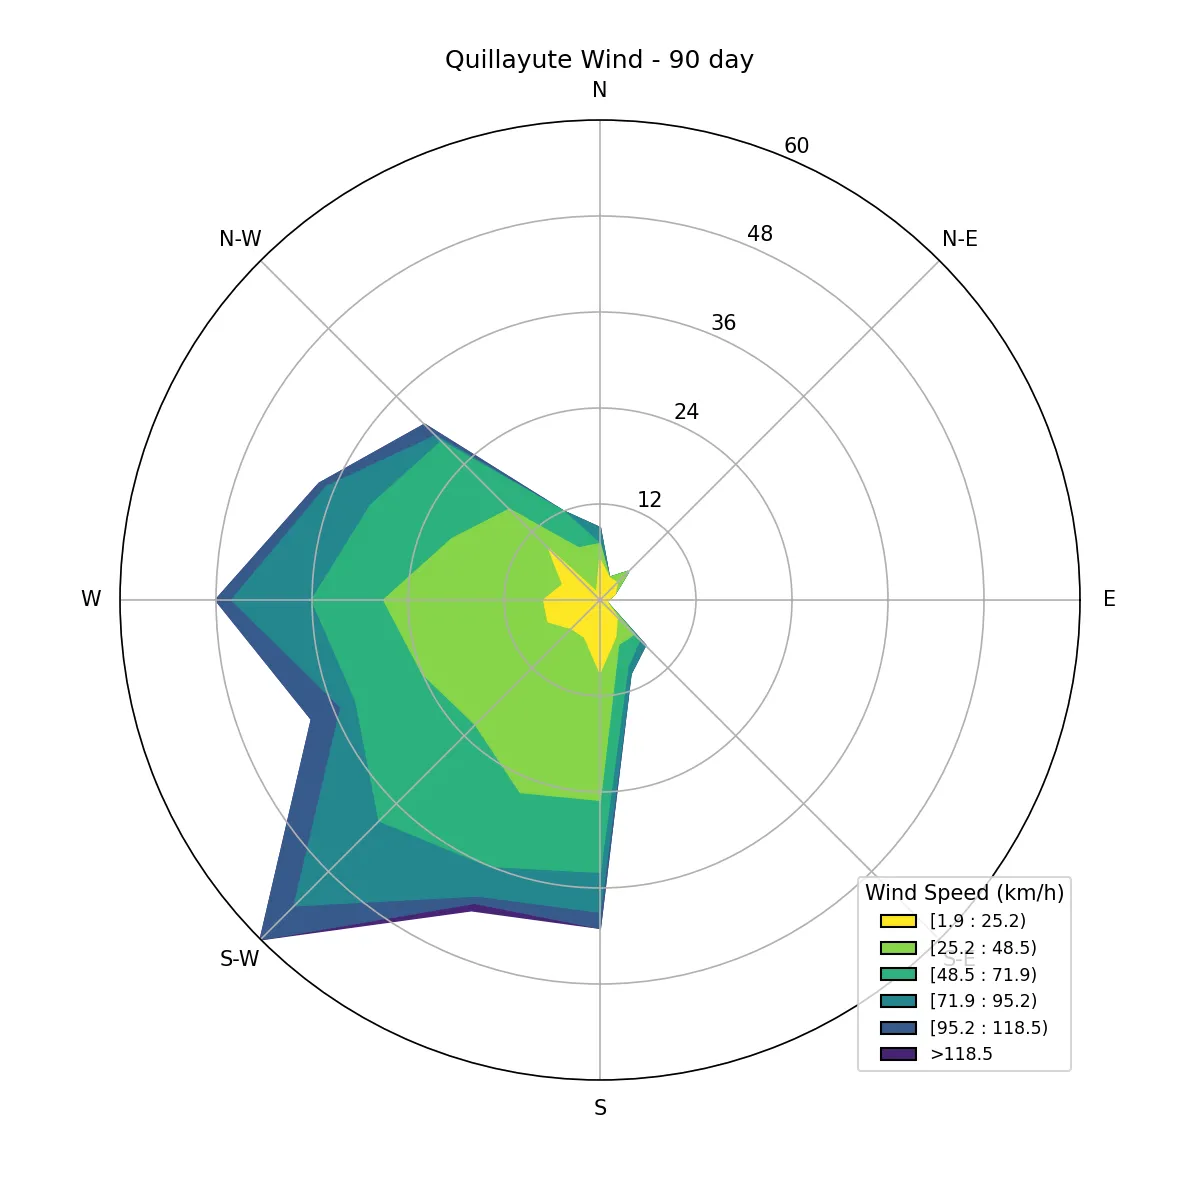 Quillayute Wind - 90 day
N
60
N-W
48
N-E
36
24
12
W
E
Wind Speed (km/h)
[1.9 : 25.2)
[25.2 : 48.5)
S-W
S-E
[48.5 : 71.9)
[71.9 : 95.2)
[95.2 : 118.5)
>118.5
S